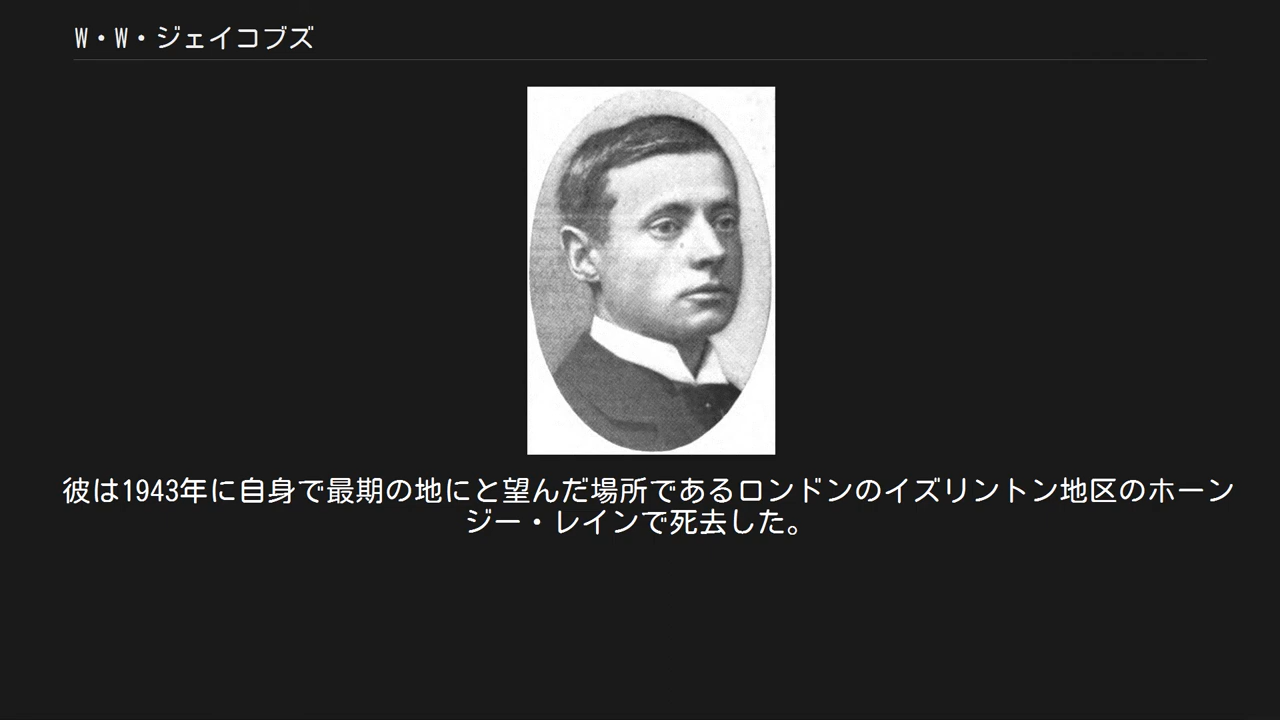 W・W・ジェイコブズ
彼は1943年に自身で最期の地にと望んだ場所であるロンドンのイズリントン地区のホーン
ジー・レインで死去した。